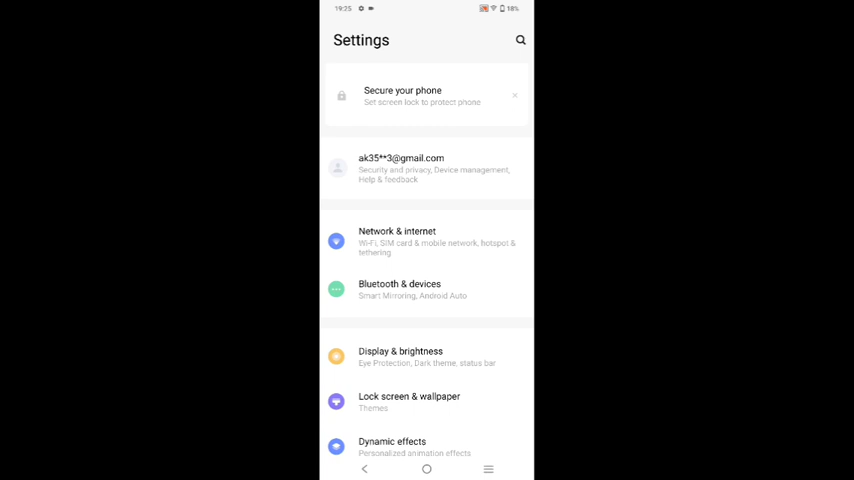 19:25
18%
Settings
Secure your phone
Set screen lock to protect phone
ak35**3@gmail.com
Security and privacy, Device management,
Help & feedback
Network & internet
Wi-Fi, SIM card & mobile network, hotspot &
tethering
Bluetooth & devices
Smart Mirroring, Android Auto
Display & brightness
Eye Protection, Dark theme, status bar
Lock screen & wallpaper
Themes
Dynamic effects
Personalized animation effects